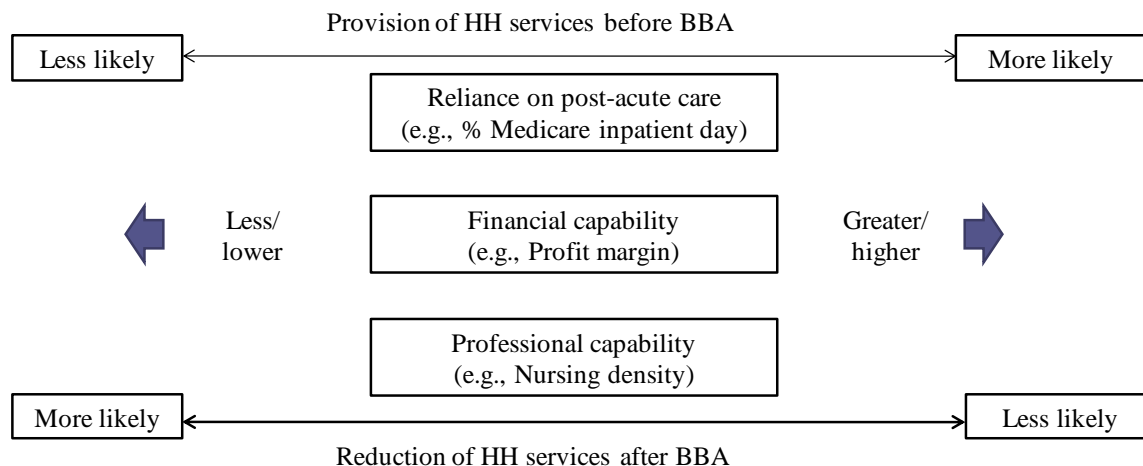 Provision of HH services before BBA
Less likely
More likely
Reliance on post-acute care
(e.g., % Medicare inpatient day)
Less/
lower
Financial capability
(e.g., Profit margin)
Greater/
higher
Professional capability
(e.g., Nursing density)
More likely
Less likely
Reduction of HH services after BBA